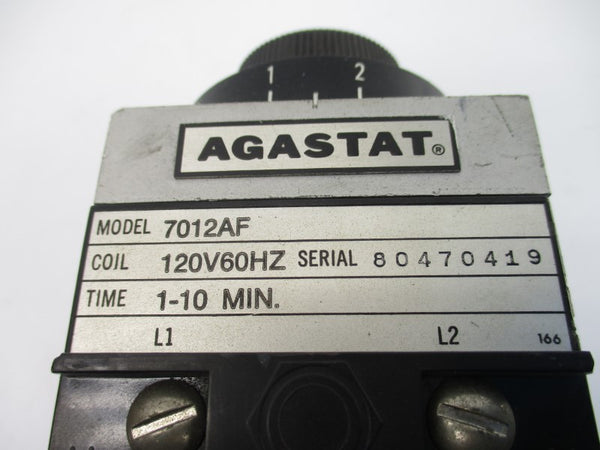 1 2
AGASTAT®
MODEL 7012AF
COIL 120V60HZ SERIAL 80470419
TIME 1-10 MIN.
L1 L2 166